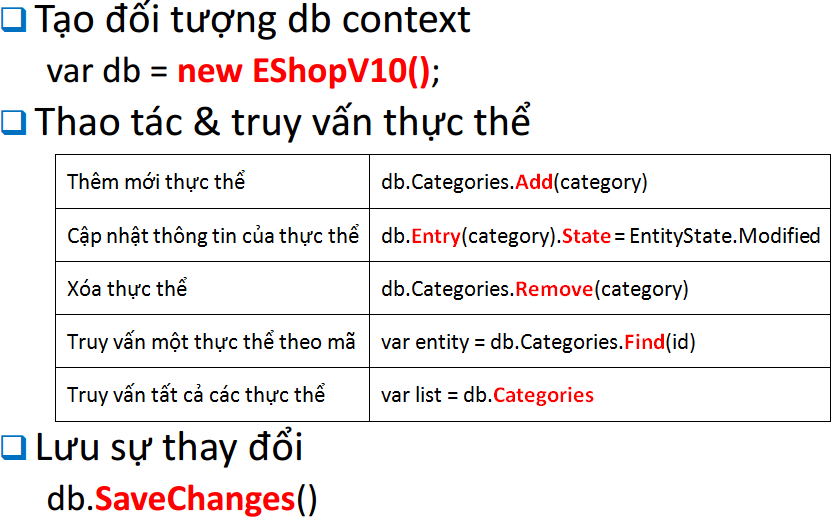 Tạo đối tượng db context
var db = new EShopV10();
Thao tác & truy vấn thực thể
Thêm mới thực thể db.Categories.Add(category)
Cập nhật thông tin của thực thể db.Entry(category).State = EntityState.Modified
Xóa thực thể db.Categories.Remove(category)
Truy vấn một thực thể theo mã var entity = db.Categories.Find(id)
Truy vấn tất cả các thực thể var list = db.Categories
Lưu sự thay đổi
db.SaveChanges()